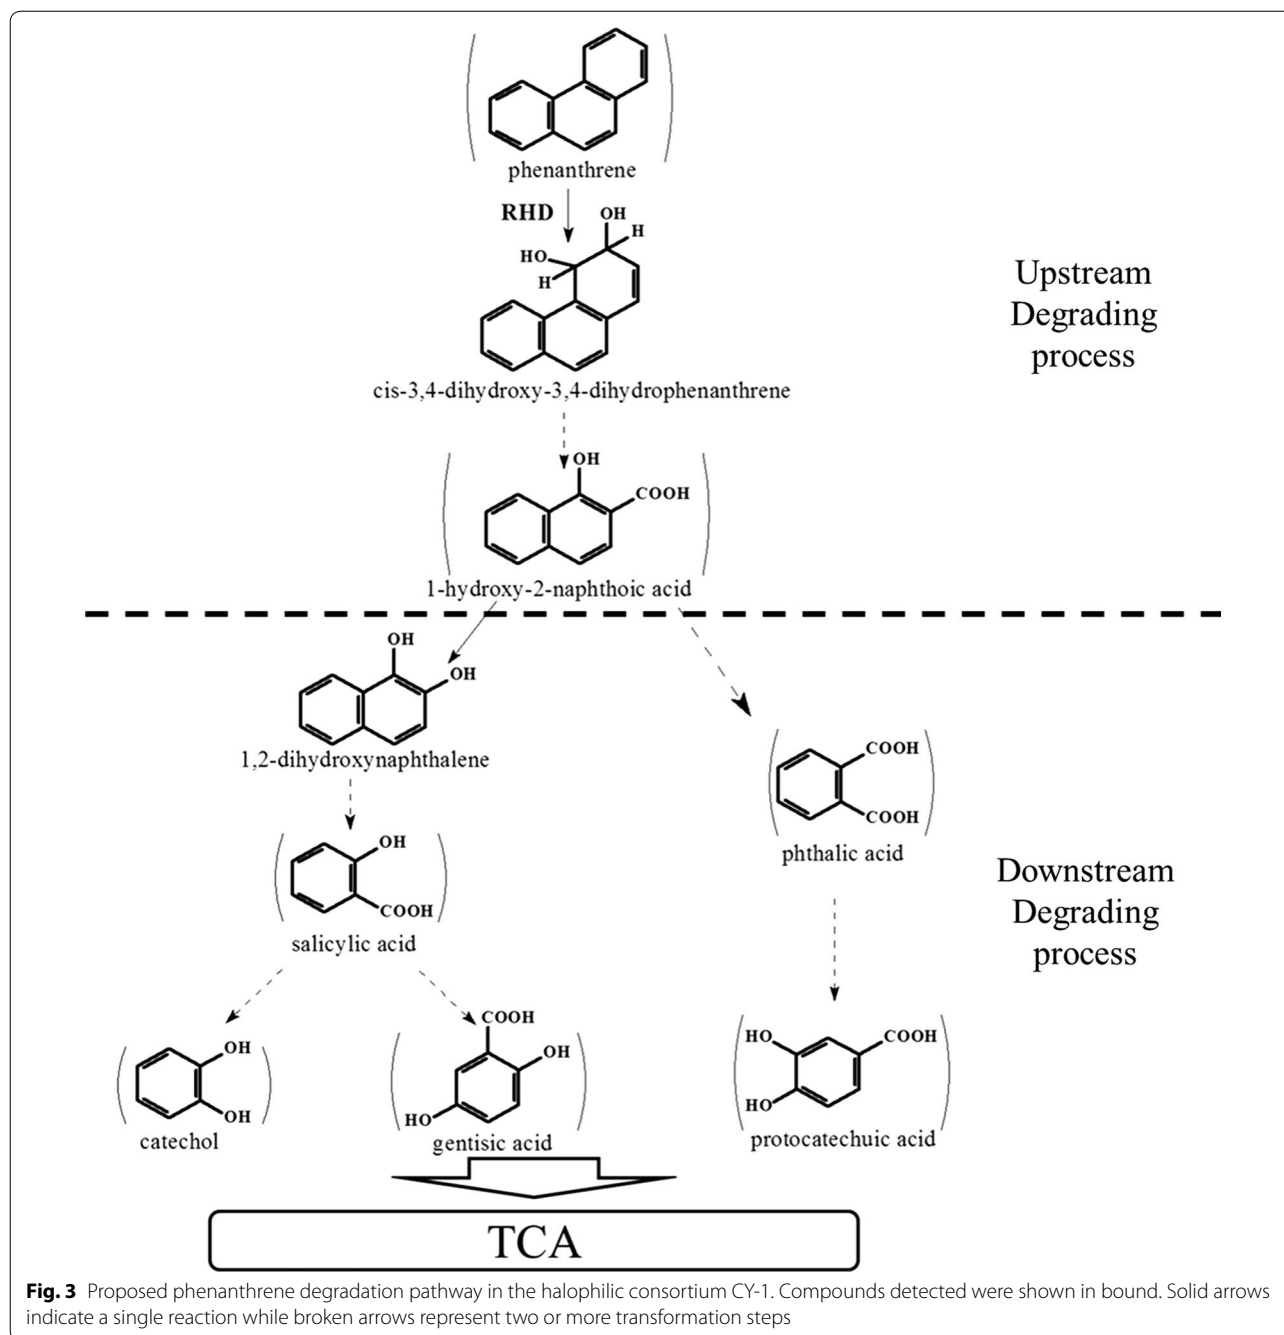 phenanthrene
RHD
OH
H
HO
H
cis-3,4-dihydroxy-3,4-dihydrophenanthrene
Upstream
Degrading
process
OH
COOH
1-hydroxy-2-naphthoic acid
OH
OH
1,2-dihydroxynaphthalene
COOH
COOH
phthalic acid
OH
COOH
salicylic acid
Downstream
Degrading
process
OH
OH
catechol
COOH
OH
HO
gentisic acid
HO
COOH
HO
protocatechuic acid
TCA
Fig. 3 Proposed phenanthrene degradation pathway in the halophilic consortium CY-1. Compounds detected were shown in bound. Solid arrows
indicate a single reaction while broken arrows represent two or more transformation steps